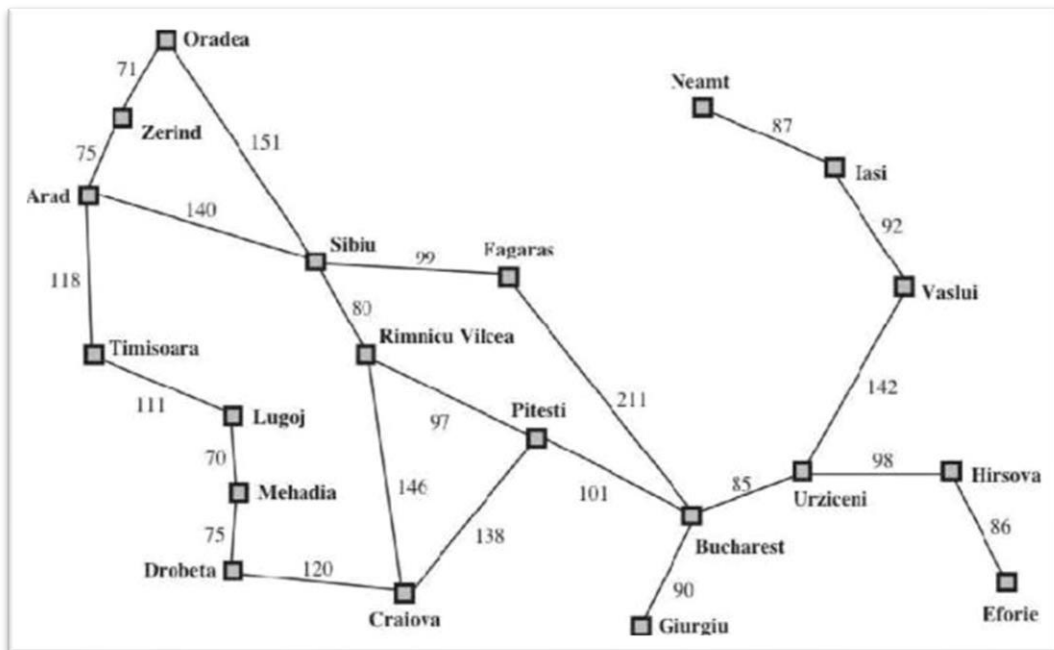 Oradea
71
Neamt
Zerind
87
151
75
Iasi
Arad
140
Sibiu
99
Fagaras
92
118
80
Vaslui
Rimnicu Vilcea
Timisoara
142
111
Lugoj
97
Pitesti
211
70
98
Hirsova
Mehadia
146
101
85
Urziceni
75
138
Bucharest
86
Drobeta
120
90
Craiova
Giurgiu
Eforie